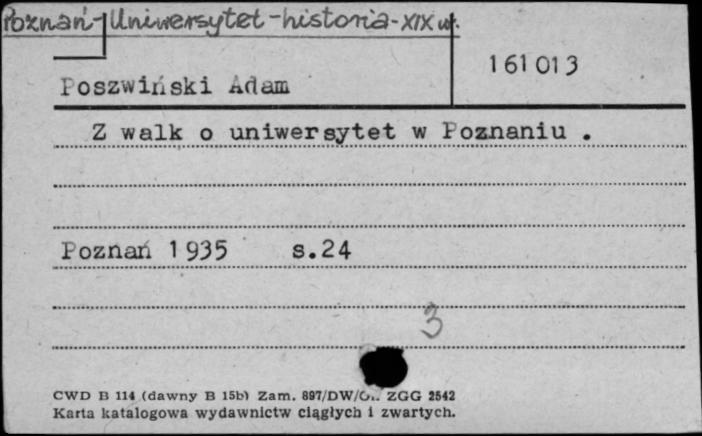 Poznań-Uniwersytet-historia-XIX w.
161013
Poszwiński Adam
Z walk o uniwersytet w Poznaniu .
Poznań 1935 s.24
3
CWD B 114 (dawny B 15b) Zam. 897/DW/ ZGG 2542
Karta katalogowa wydawnictw ciągłych i zwartych.